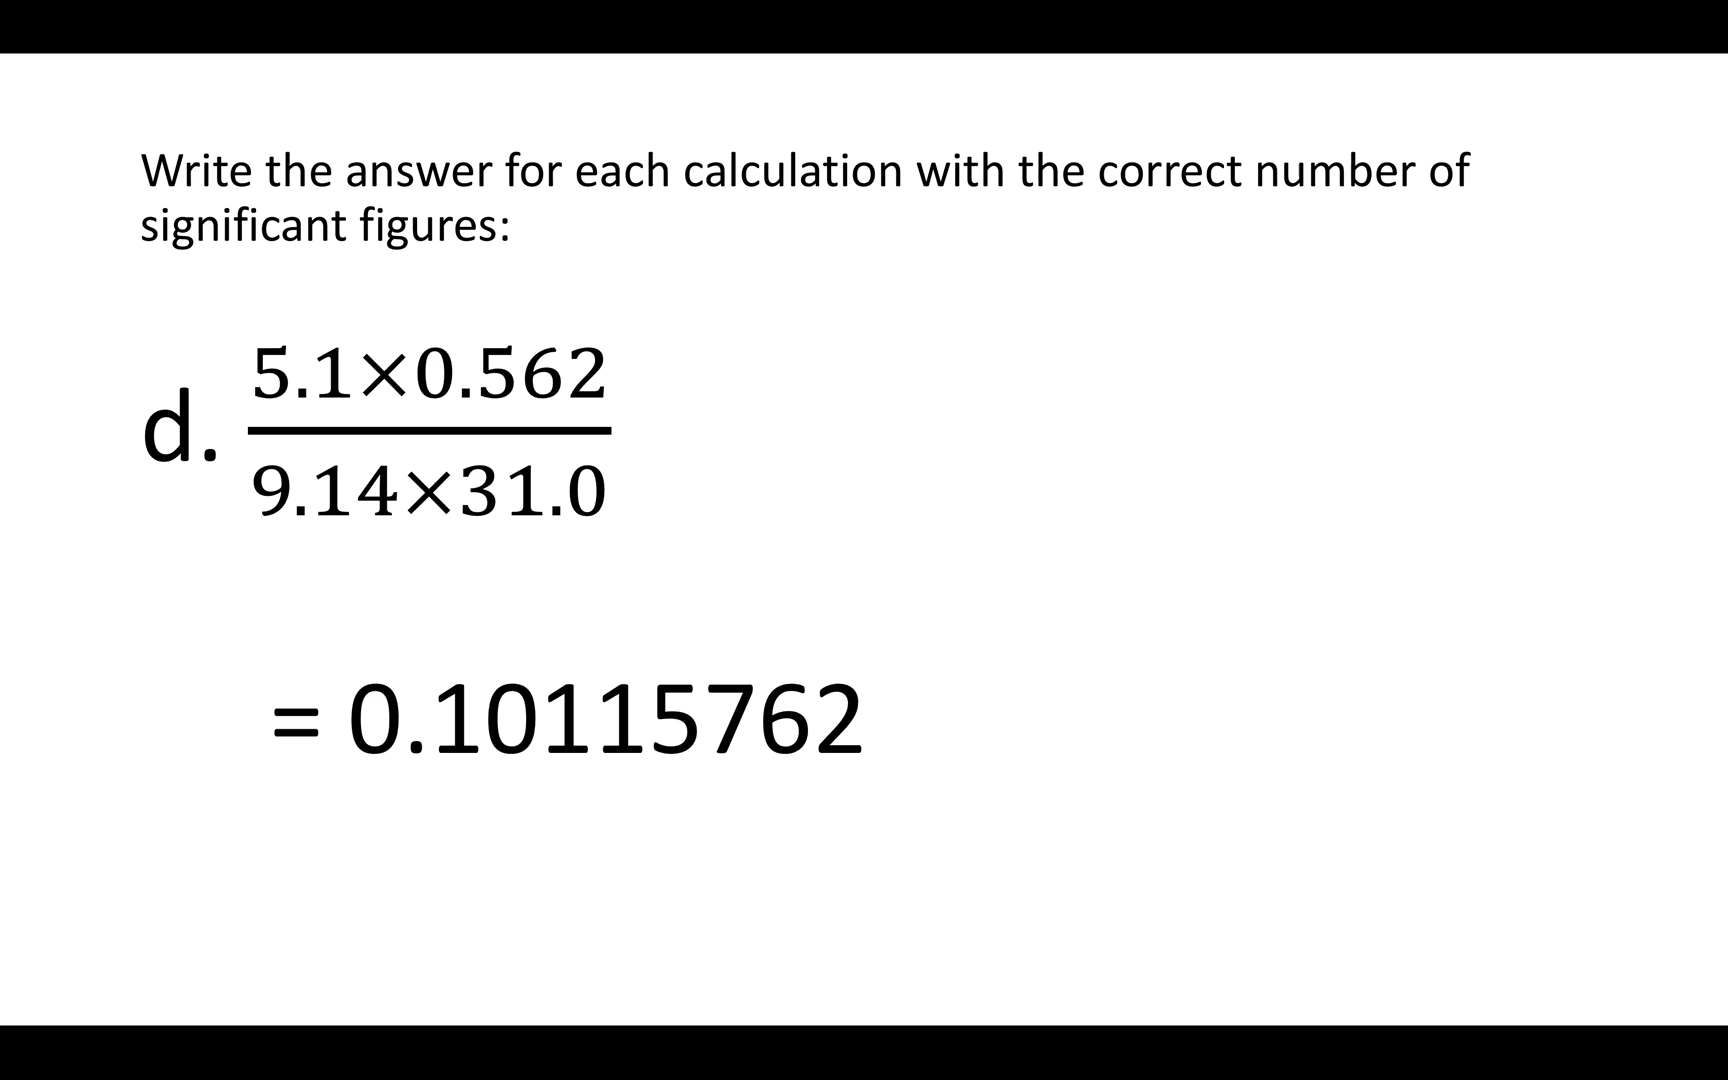 Write the answer for each calculation with the correct number of
significant figures:
5.1×0.562
d.
9.14×31.0
= 0.10115762